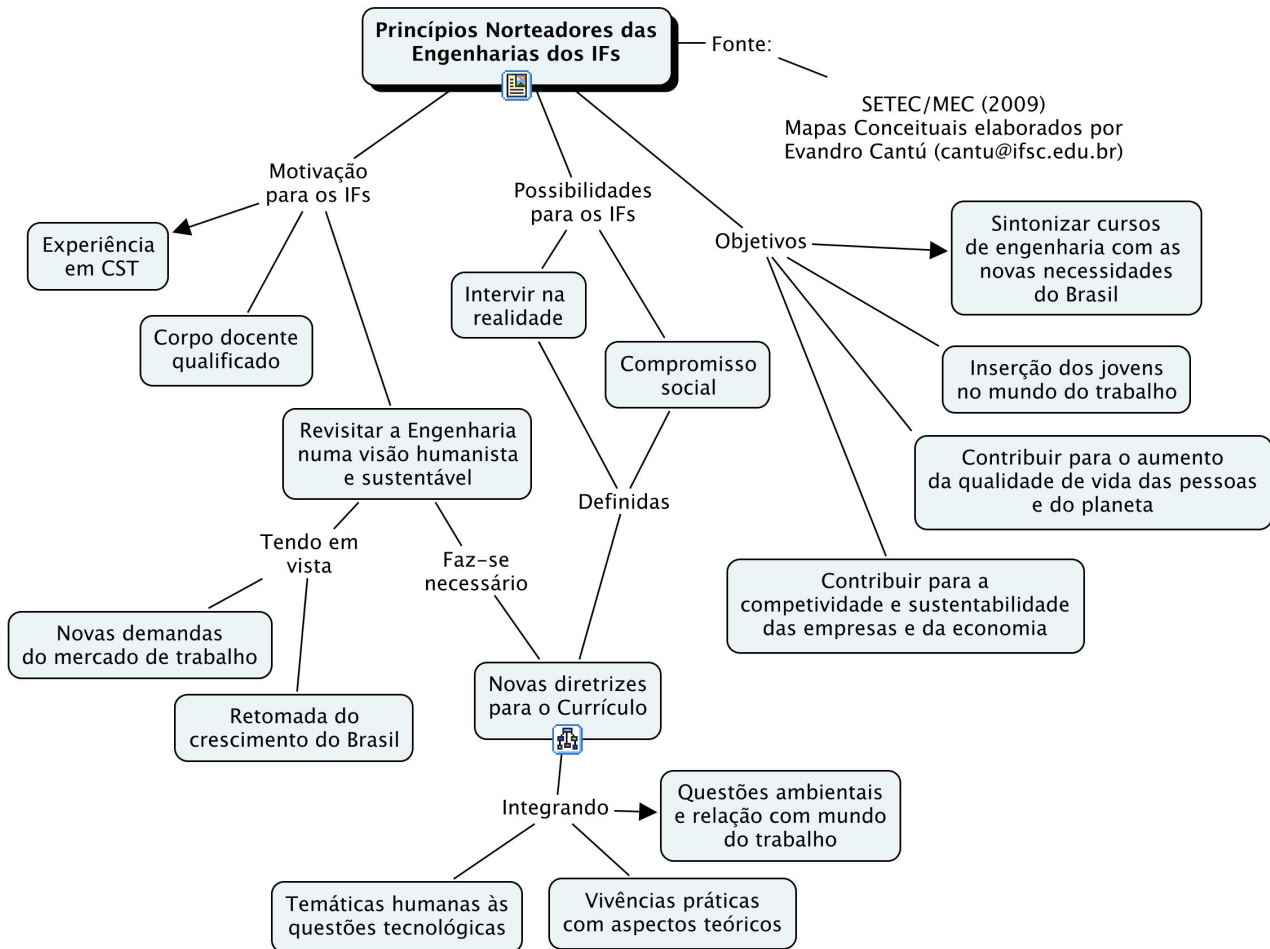 Princípios Norteadores das
Engenharias dos IFs
Fonte:
SETEC/MEC (2009)
Mapas Conceituais elaborados por
Evandro Cantú (cantu@ifsc.edu.br)
Motivação
para os IFs
Possibilidades
para os IFs
Objetivos
Experiência
em CST
Corpo docente
qualificado
Revisitar a Engenharia
numa visão humanista
e sustentável
Intervir na
realidade
Compromisso
social
Sintonizar cursos
de engenharia com as
novas necessidades
do Brasil
Inserção dos jovens
no mundo do trabalho
Contribuir para o aumento
da qualidade de vida das pessoas
e do planeta
Contribuir para a
competividade e sustentabilidade
das empresas e da economia
Definidas
Tendo em
vista
Faz-se
necessário
Novas demandas
do mercado de trabalho
Retomada do
crescimento do Brasil
Novas diretrizes
para o Currículo
Integrando
Questões ambientais
e relação com mundo
do trabalho
Temáticas humanas às
questões tecnológicas
Vivências práticas
com aspectos teóricos